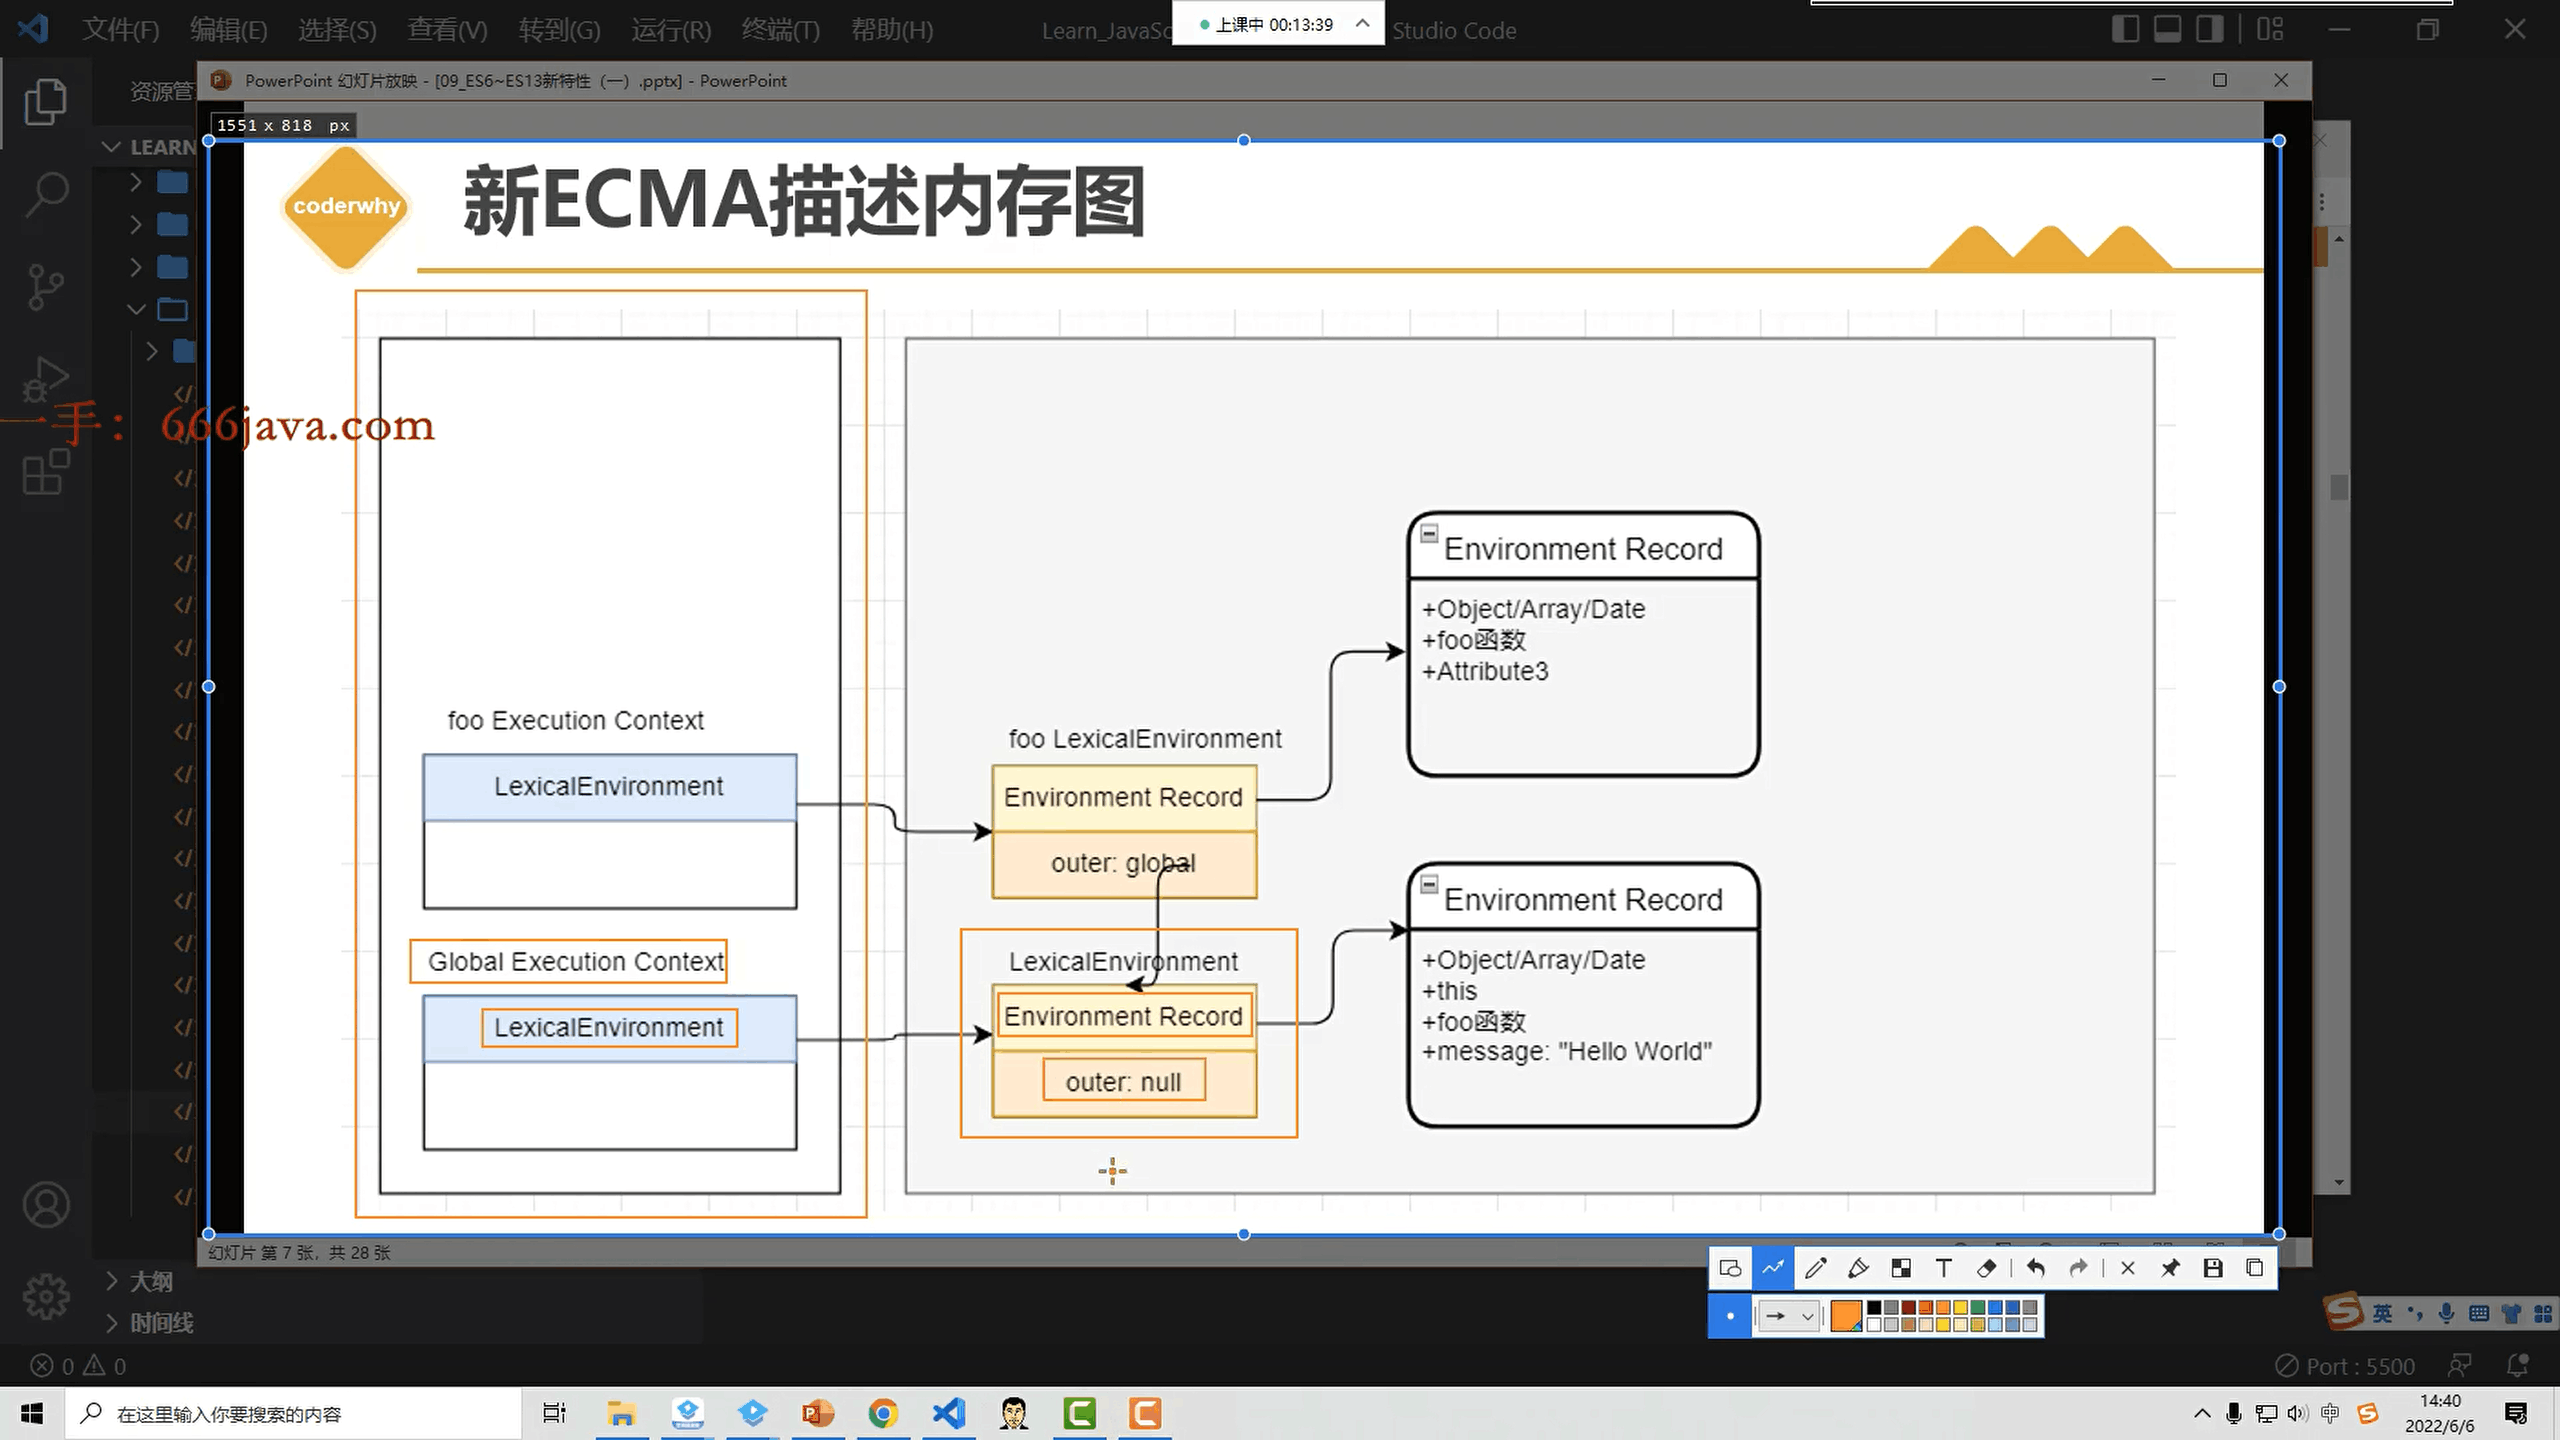 文件(F) 编辑(E) 选择(S) 查看(V) 转到(G) 运行(R) 终端(T) 帮助(H)
Learn_JavaSc
上课中 00:13:39
Studio Code
资源管
PowerPoint 幻灯片放映 - [09_ES6~ES13新特性（一）.pptx] - PowerPoint
1551 x 818 px
LEARN
coderwhy
新ECMA描述内存图
一手：666java.com
Environment Record
+Object/Array/Date
+foo函数
+Attribute3
foo Execution Context
LexicalEnvironment
foo LexicalEnvironment
Environment Record
outer: global
Global Execution Context
LexicalEnvironment
LexicalEnvironment
Environment Record
outer: null
Environment Record
+Object/Array/Date
+this
+foo函数
+message: "Hello World"
幻灯片 第 7 张，共 28 张
大纲
时间线
英
0 0
Port : 5500
在这里输入你要搜索的内容
中
14:40
2022/6/6